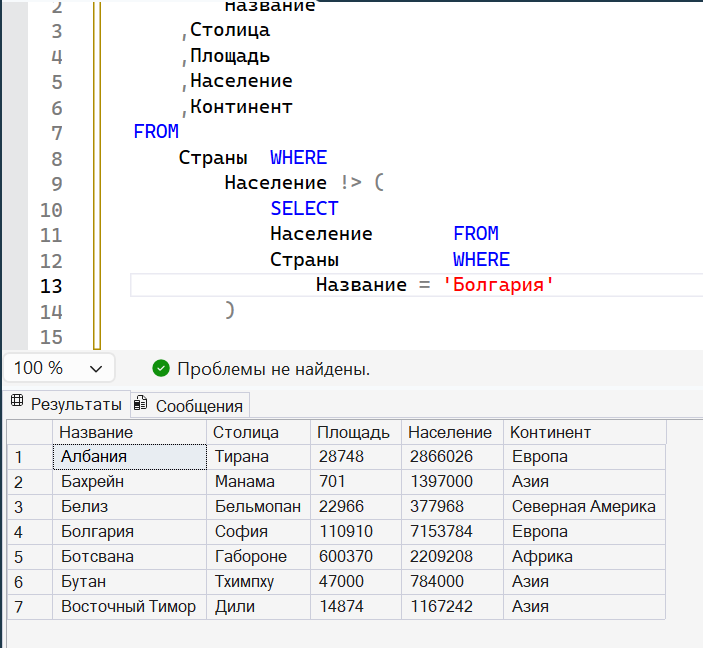 2 Название
3 ,Столица
4 ,Площадь
5 ,Население
6 ,Континент
7 FROM
8 Страны WHERE
9 Население !> (
10 SELECT
11 Население FROM
12 Страны WHERE
13 Название = 'Болгария'
14 )
15
100 % Проблемы не найдены.
Результаты Сообщения
Название Столица Площадь Население Континент
1 Албания Тирана 28748 2866026 Европа
2 Бахрейн Манама 701 1397000 Азия
3 Белиз Бельмопан 22966 377968 Северная Америка
4 Болгария София 110910 7153784 Европа
5 Ботсвана Габороне 600370 2209208 Африка
6 Бутан Тхимпху 47000 784000 Азия
7 Восточный Тимор Дили 14874 1167242 Азия